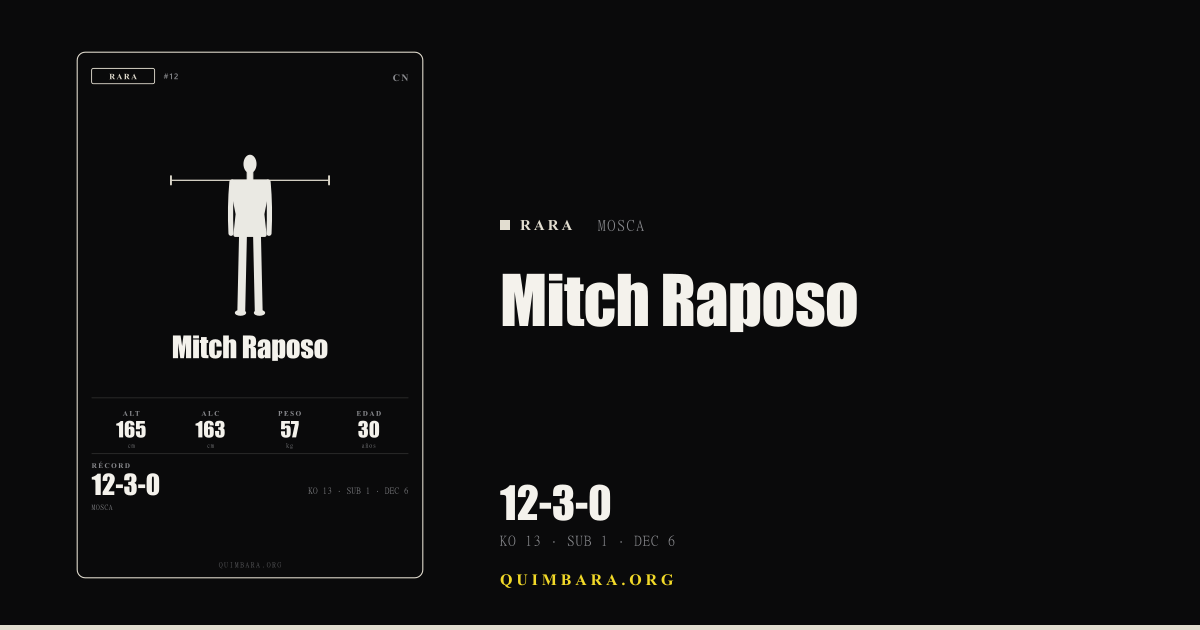 RARA #12 CN
Mitch Raposo
ALT ALC PESO EDAD
165 163 57 30
cm cm kg años
RÉCORD
12-3-0
KO 13 · SUB 1 · DEC 6
MOSCA
QUIMBARA.ORG
RARA MOSCA
Mitch Raposo
12-3-0
KO 13 · SUB 1 · DEC 6
QUIMBARA.ORG